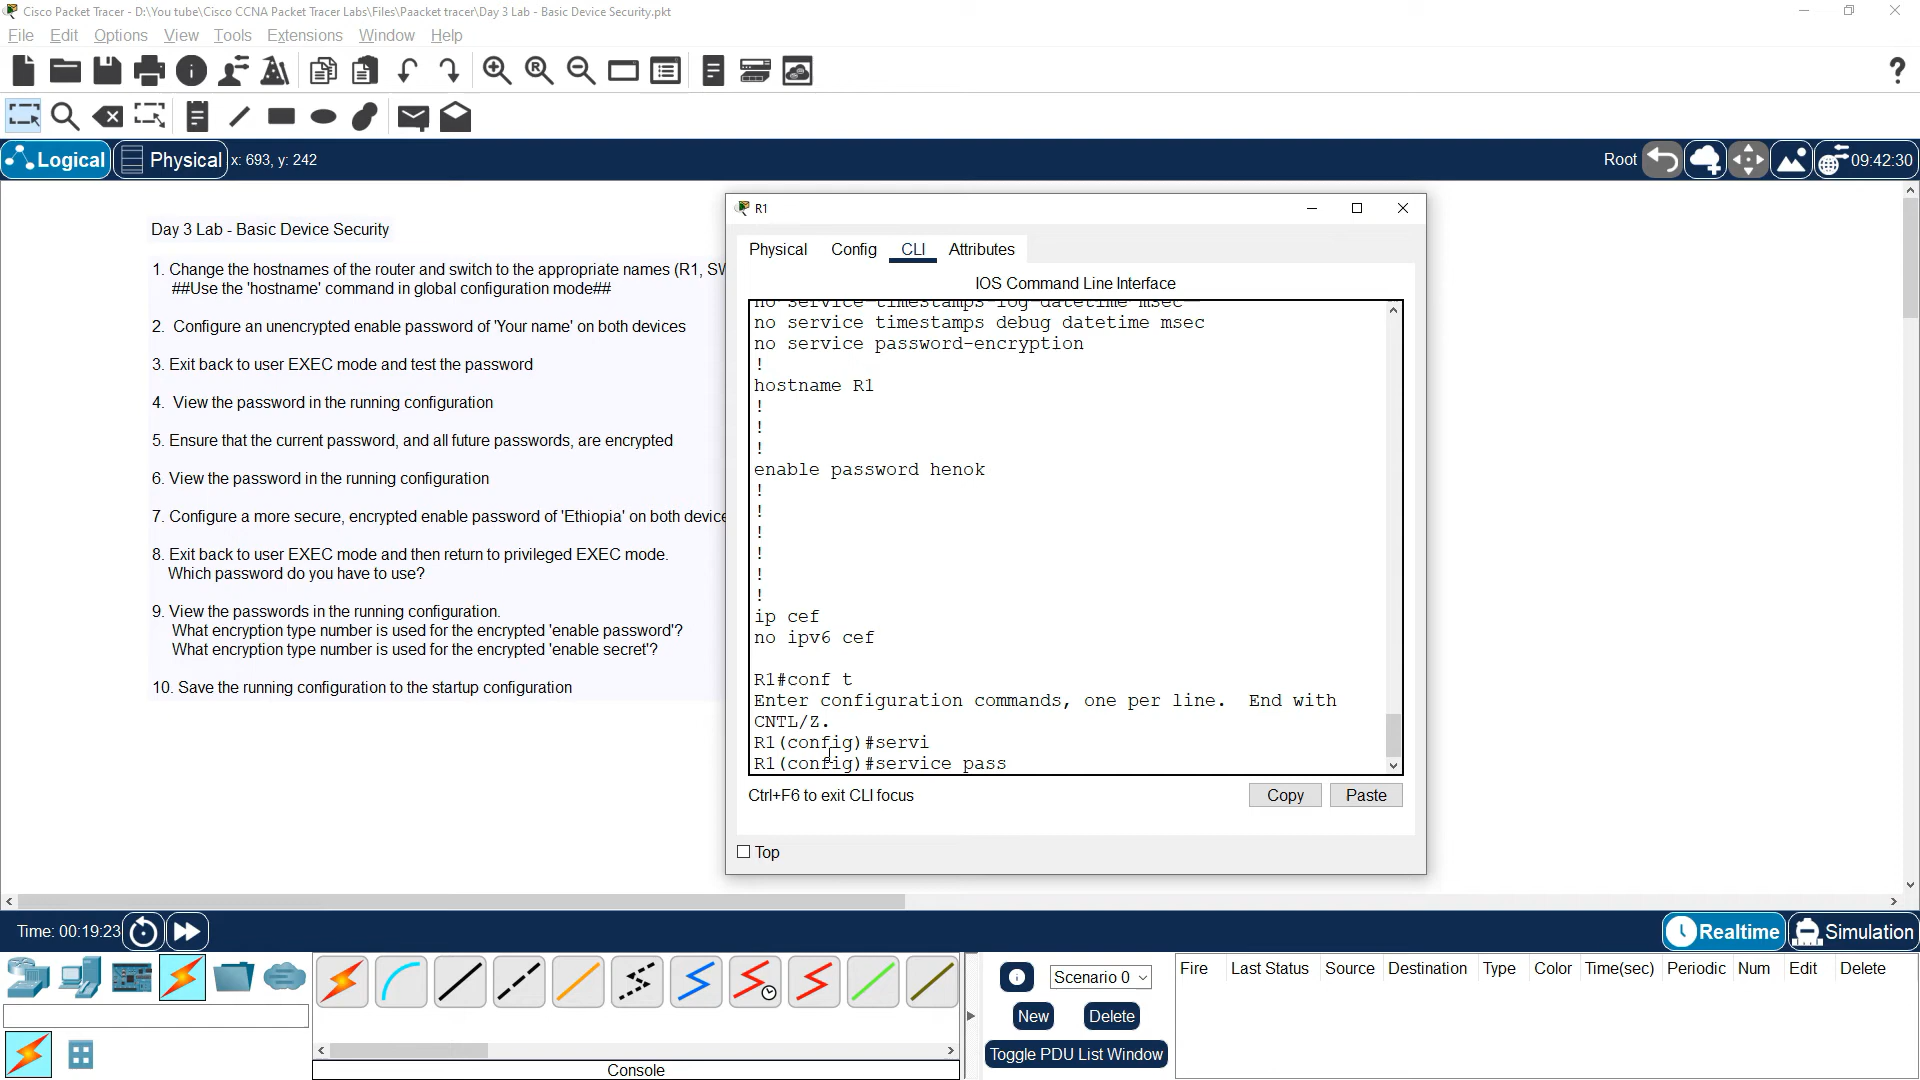 Cisco Packet Tracer - D:\You tube\Cisco CCNA Packet Tracer Labs\Files\Paacket tracer\Day 3 Lab - Basic Device Security.pkt
File Edit Options View Tools Extensions Window Help
?
Logical Physical x: 693, y: 242 Root 09:42:30
Day 3 Lab - Basic Device Security
1. Change the hostnames of the router and switch to the appropriate names (R1, SW
##Use the 'hostname' command in global configuration mode##
2. Configure an unencrypted enable password of 'Your name' on both devices
3. Exit back to user EXEC mode and test the password
4. View the password in the running configuration
5. Ensure that the current password, and all future passwords, are encrypted
6. View the password in the running configuration
7. Configure a more secure, encrypted enable password of 'Ethiopia' on both device
8. Exit back to user EXEC mode and then return to privileged EXEC mode.
Which password do you have to use?
9. View the passwords in the running configuration.
What encryption type number is used for the encrypted 'enable password'?
What encryption type number is used for the encrypted 'enable secret'?
10. Save the running configuration to the startup configuration
R1
Physical Config CLI Attributes
IOS Command Line Interface
no service timestamps log datetime msec
no service timestamps debug datetime msec
no service password-encryption
!
hostname R1
!
!
!
enable password henok
!
!
!
!
!
!
ip cef
no ipv6 cef
R1#conf t
Enter configuration commands, one per line. End with
CNTL/Z.
R1(config)#servi
R1(config)#service pass
Ctrl+F6 to exit CLI focus Copy Paste
Top
Time: 00:19:23 Realtime Simulation
Scenario 0
New Delete
Toggle PDU List Window
Fire Last Status Source Destination Type Color Time(sec) Periodic Num Edit Delete
Console